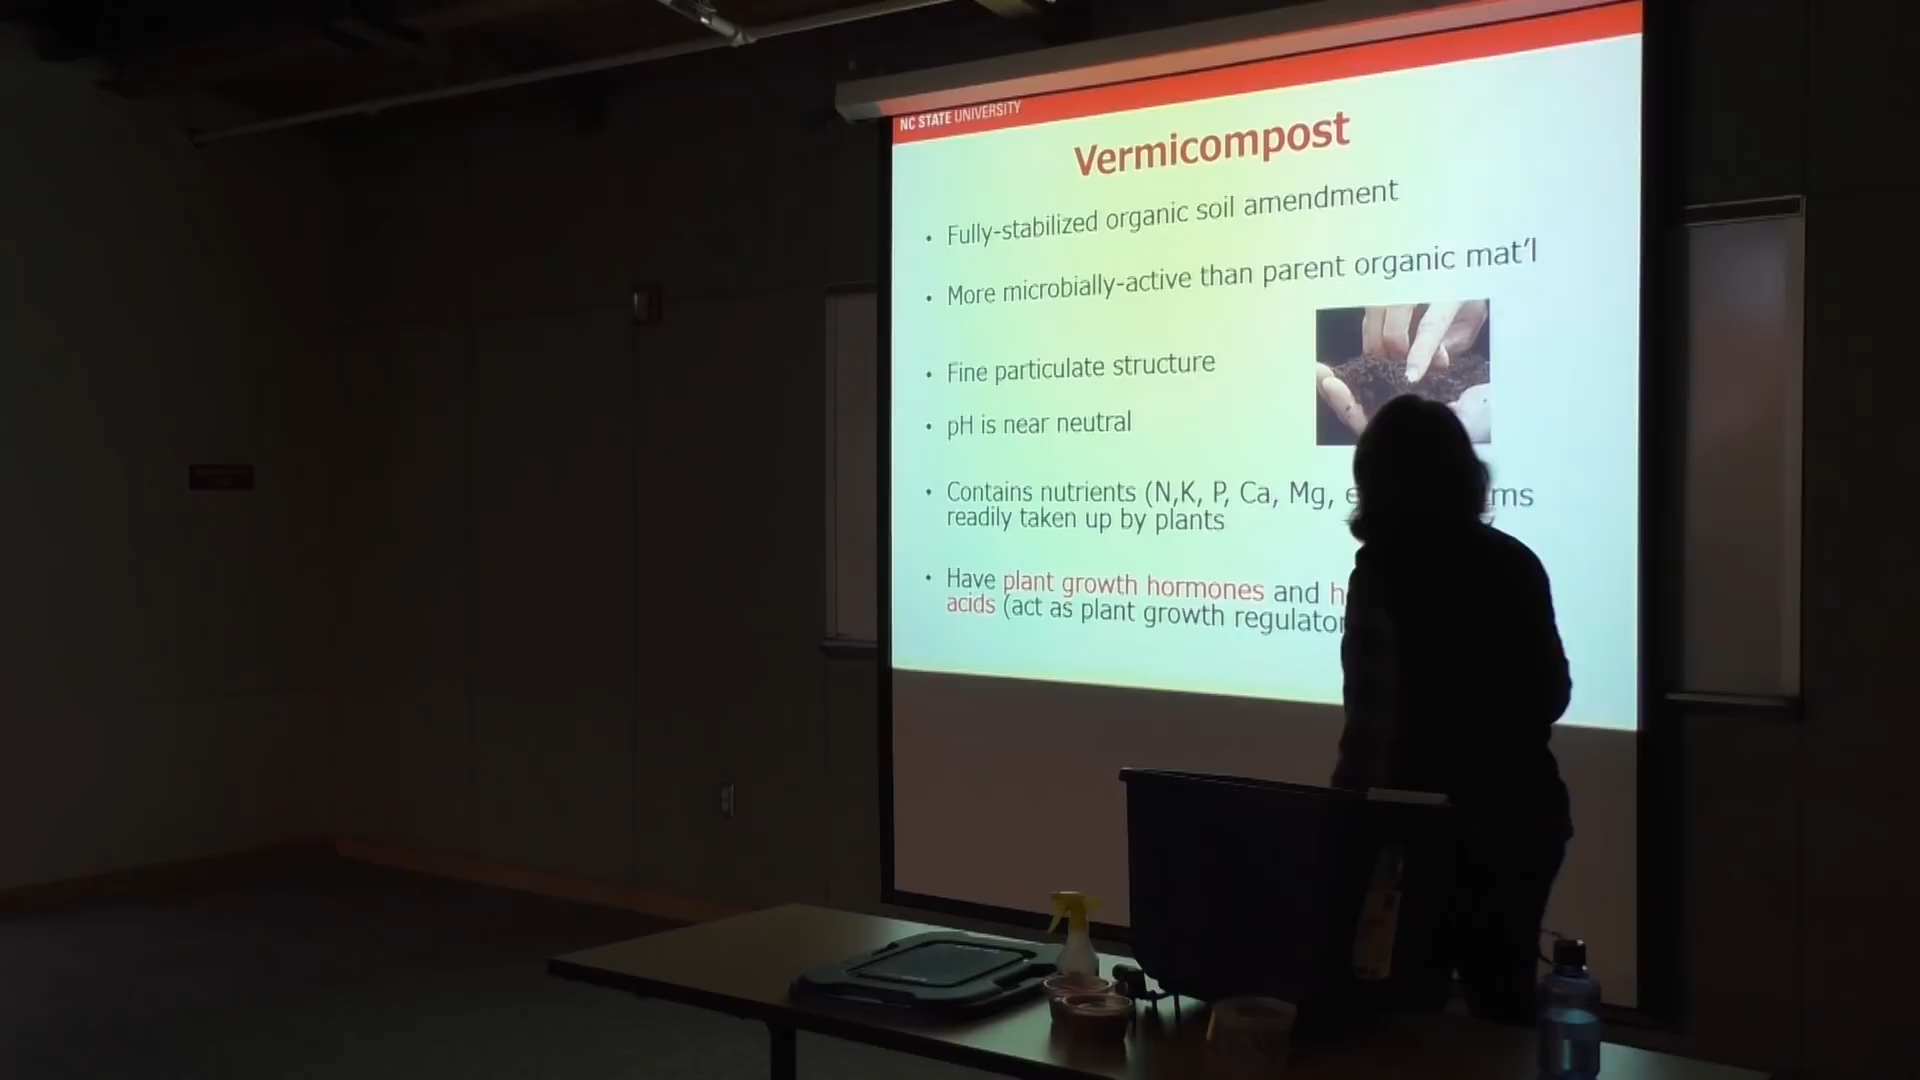 NC STATE UNIVERSITY
Vermicompost
• Fully-stabilized organic soil amendment
• More microbially-active than parent organic mat'l
• Fine particulate structure
• pH is near neutral
• Contains nutrients (N,K, P, Ca, Mg,
readily taken up by plants
• Have plant growth hormones and
acids (act as plant growth